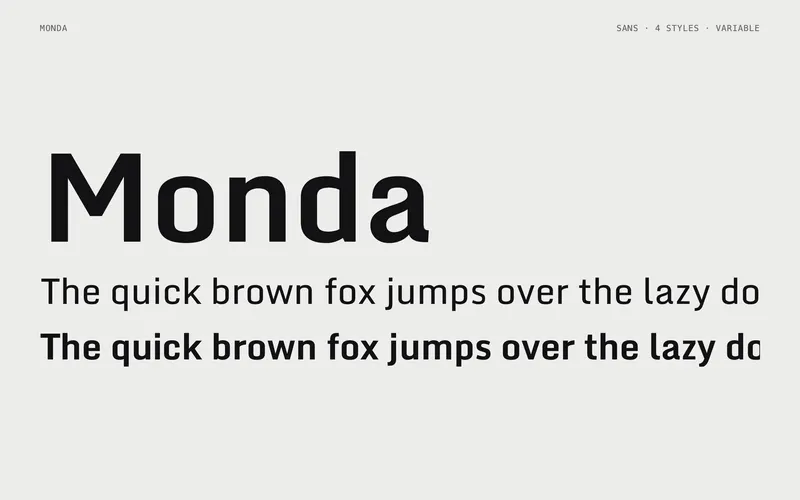 MONDA
SANS · 4 STYLES · VARIABLE
Monda
The quick brown fox jumps over the lazy do
The quick brown fox jumps over the lazy do